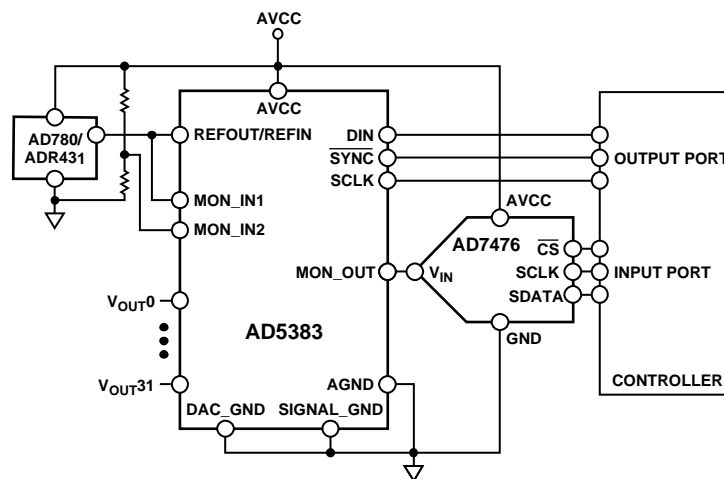 AVCC
AVCC
AD780/
ADR431
REFOUT/REFIN
DIN
SYNC
OUTPUT PORT
SCLK
MON_IN1
AVCC
MON_IN2
AD7476
CS
MON_OUT
VIN
SCLK
INPUT PORT
SDATA
VOUT0
GND
AD5383
VOUT31
AGND
CONTROLLER
DAC_GND
SIGNAL_GND